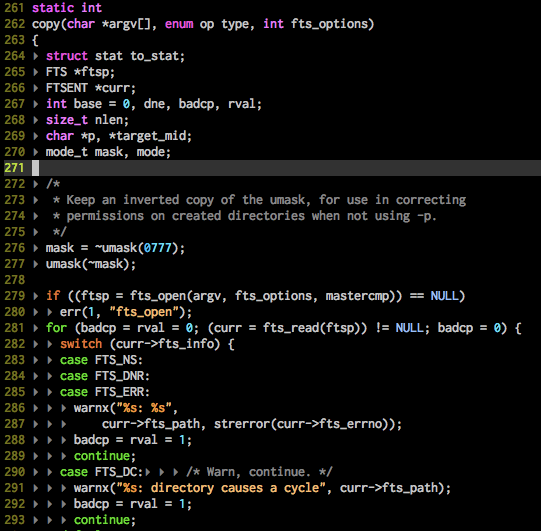 261 static int
262 copy(char *argv[], enum op type, int fts_options)
263 {
264 ▸ struct stat to_stat;
265 ▸ FTS *ftsp;
266 ▸ FTSENT *curr;
267 ▸ int base = 0, dne, badcp, rval;
268 ▸ size_t nlen;
269 ▸ char *p, *target_mid;
270 ▸ mode_t mask, mode;
271
272 ▸ /*
273 ▸  * Keep an inverted copy of the umask, for use in correcting
274 ▸  * permissions on created directories when not using -p.
275 ▸  */
276 ▸ mask = ~umask(0777);
277 ▸ umask(~mask);
278
279 ▸ if ((ftsp = fts_open(argv, fts_options, mastercmp)) == NULL)
280 ▸ ▸ err(1, "fts_open");
281 ▸ for (badcp = rval = 0; (curr = fts_read(ftsp)) != NULL; badcp = 0) {
282 ▸ ▸ switch (curr->fts_info) {
283 ▸ ▸ case FTS_NS:
284 ▸ ▸ case FTS_DNR:
285 ▸ ▸ case FTS_ERR:
286 ▸ ▸ ▸ warnx("%s: %s",
287 ▸ ▸ ▸     curr->fts_path, strerror(curr->fts_errno));
288 ▸ ▸ ▸ badcp = rval = 1;
289 ▸ ▸ ▸ continue;
290 ▸ ▸ case FTS_DC:▸ ▸ ▸ /* Warn, continue. */
291 ▸ ▸ ▸ warnx("%s: directory causes a cycle", curr->fts_path);
292 ▸ ▸ ▸ badcp = rval = 1;
293 ▸ ▸ ▸ continue;